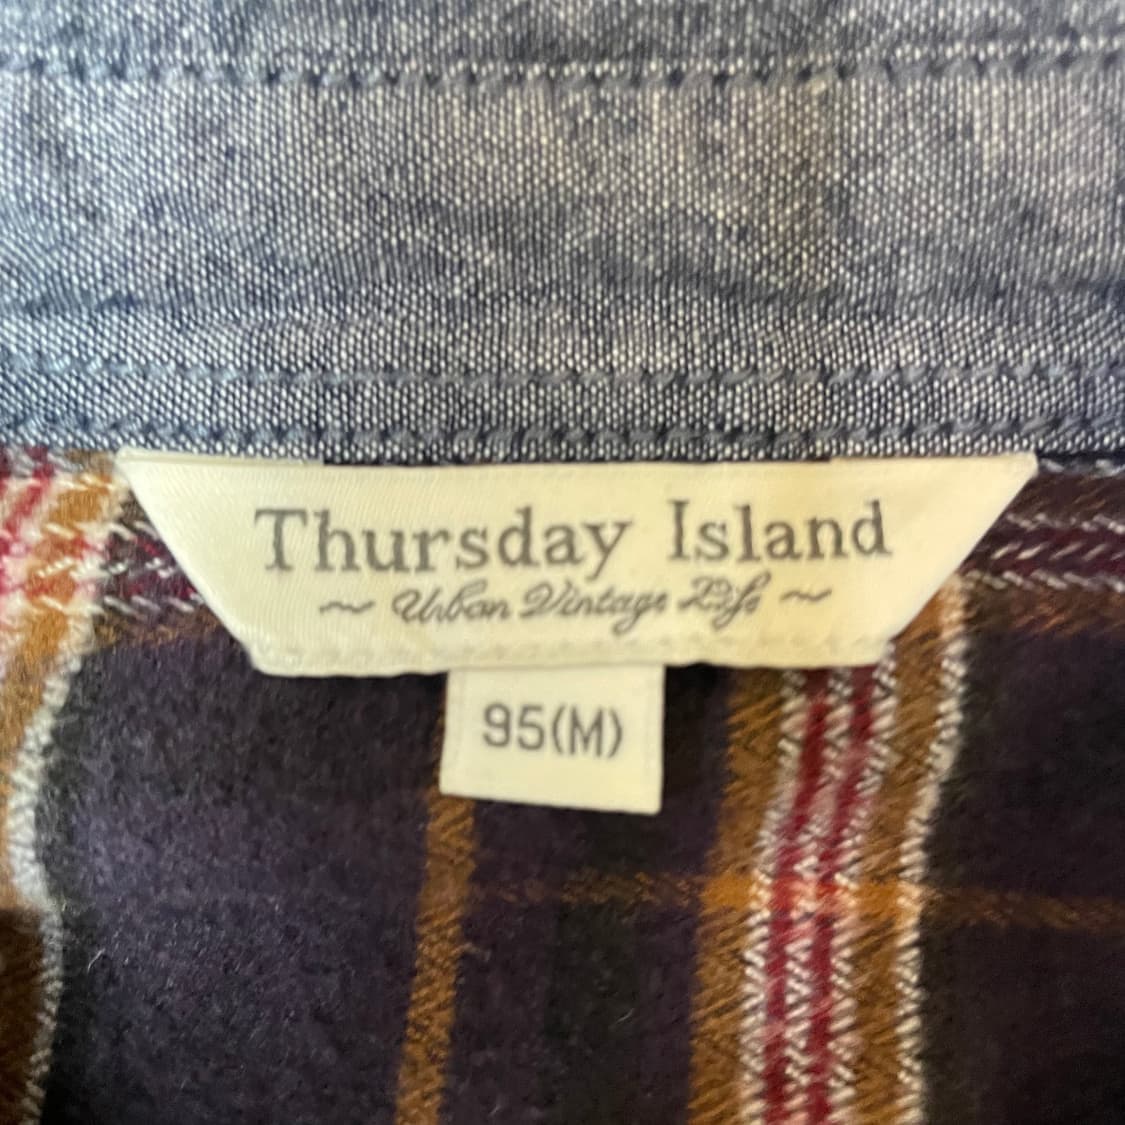 Thursday Island
~ Urban Vintage Life ~
95(M)